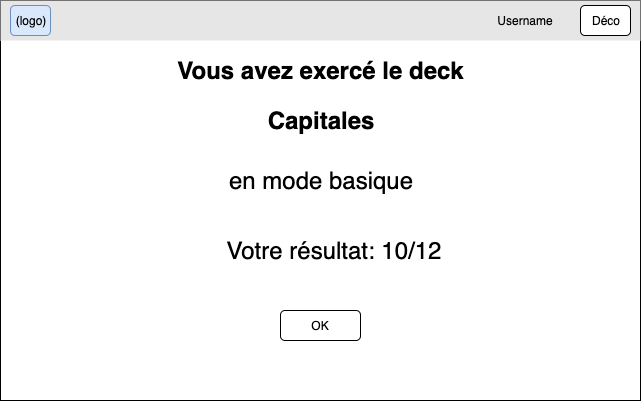 (logo) Username Déco
Vous avez exercé le deck
Capitales
en mode basique
Votre résultat: 10/12
OK